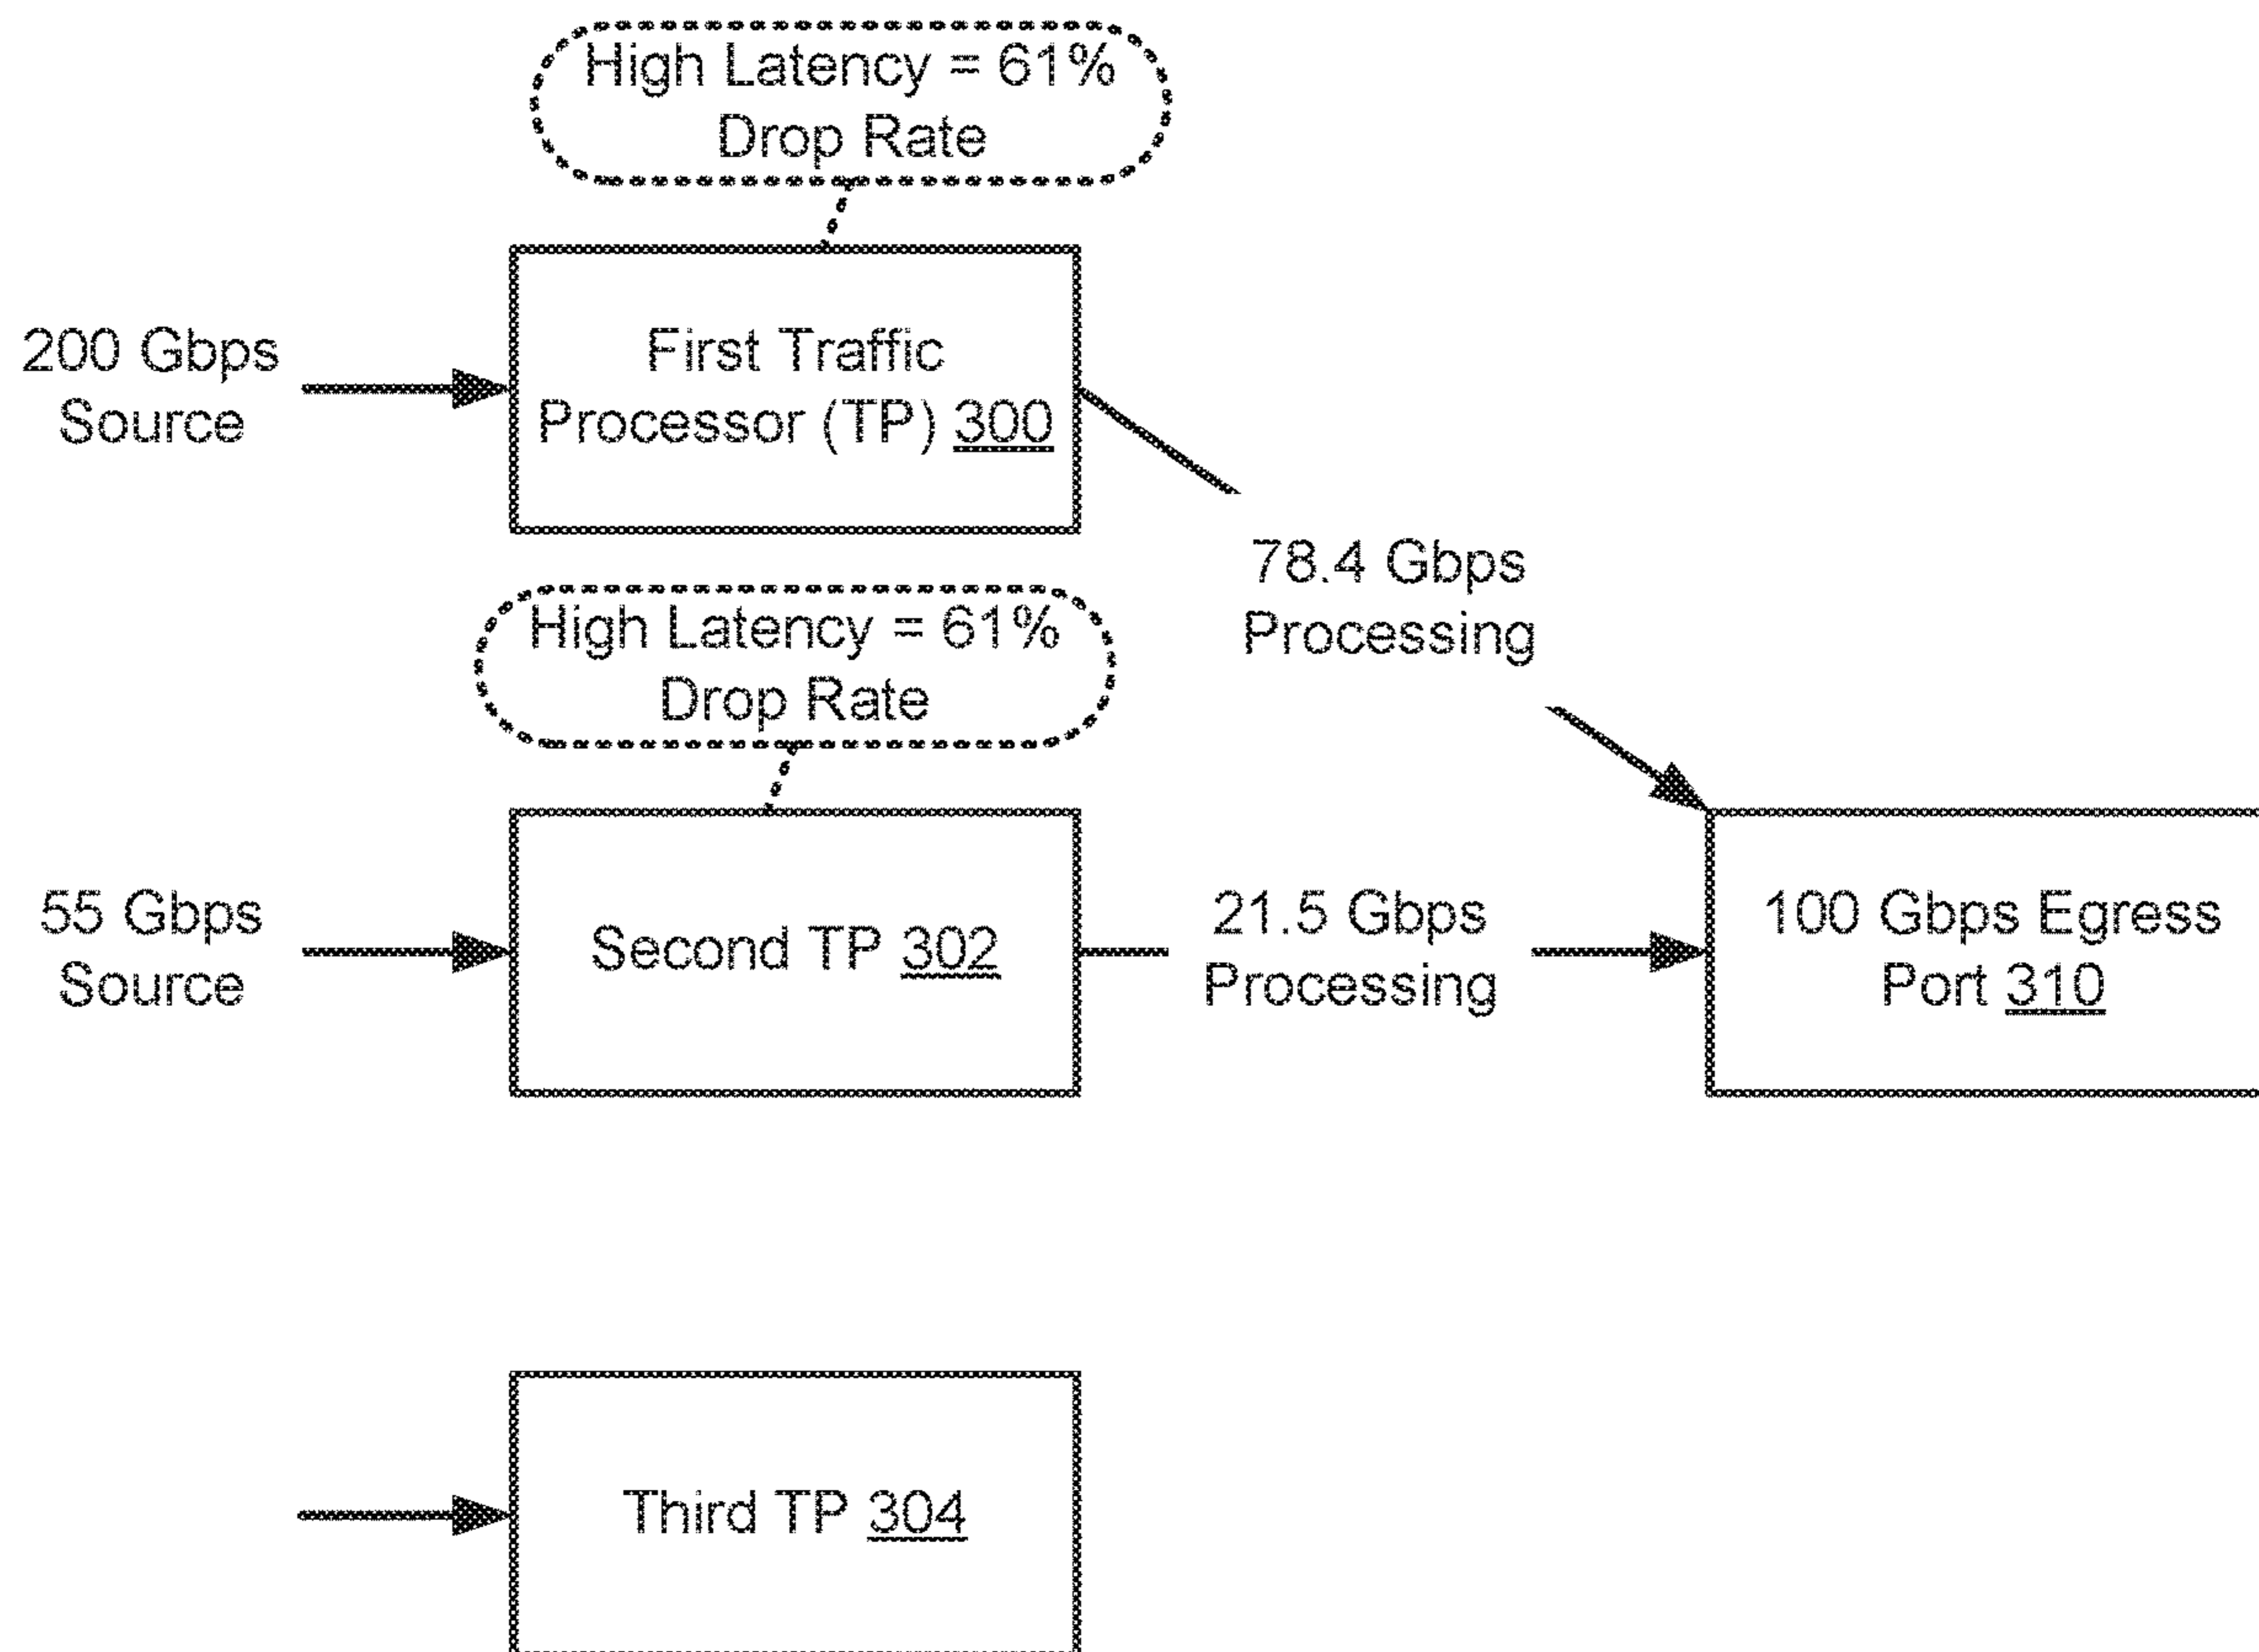 High Latency = 61%
Drop Rate
200 Gbps
Source
First Traffic
Processor (TP) 300
78.4 Gbps
Processing
High Latency = 61%
Drop Rate
55 Gbps
Source
Second TP 302
21.5 Gbps
Processing
100 Gbps Egress
Port 310
Third TP 304